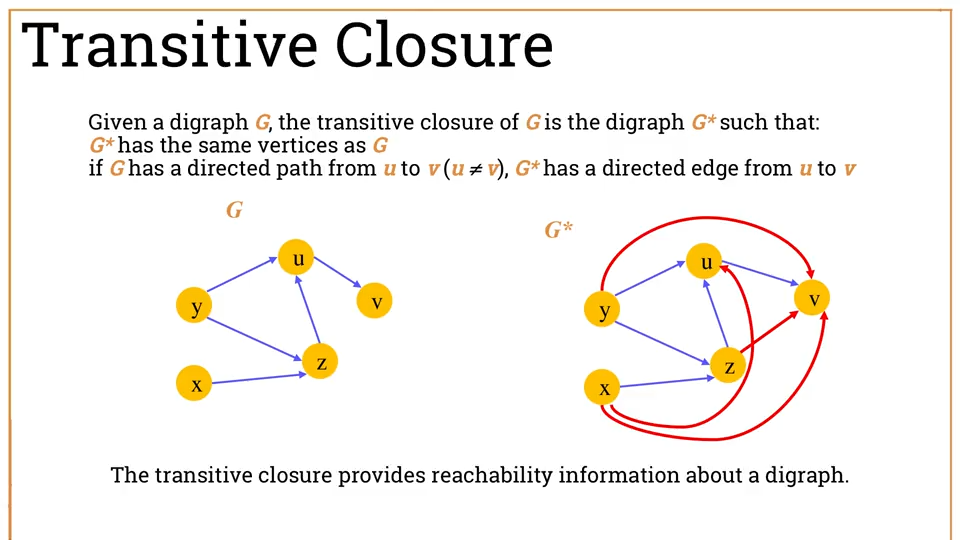 Transitive Closure
Given a digraph G, the transitive closure of G is the digraph G* such that:
G* has the same vertices as G
if G has a directed path from u to v (u ≠ v), G* has a directed edge from u to v
G
G*
u
y
v
z
x
u
y
v
z
x
The transitive closure provides reachability information about a digraph.